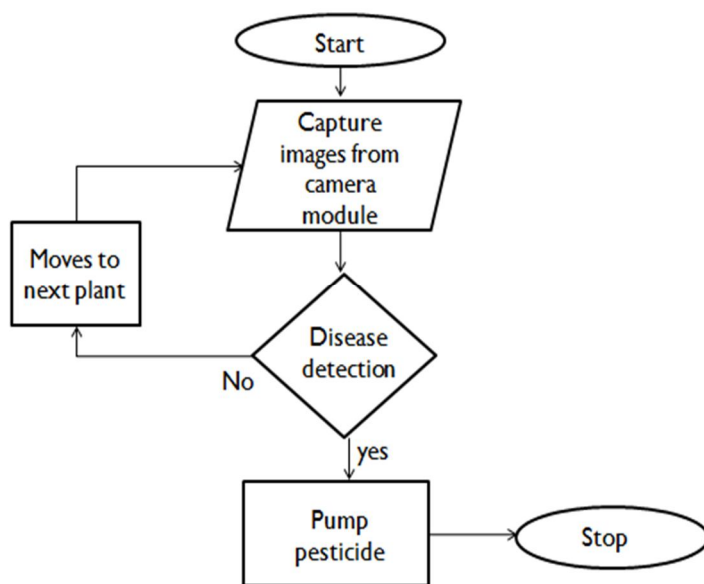 Start
Capture
images from
camera
module
Moves to
next plant
Disease
detection
No
yes
Pump
pesticide
Stop